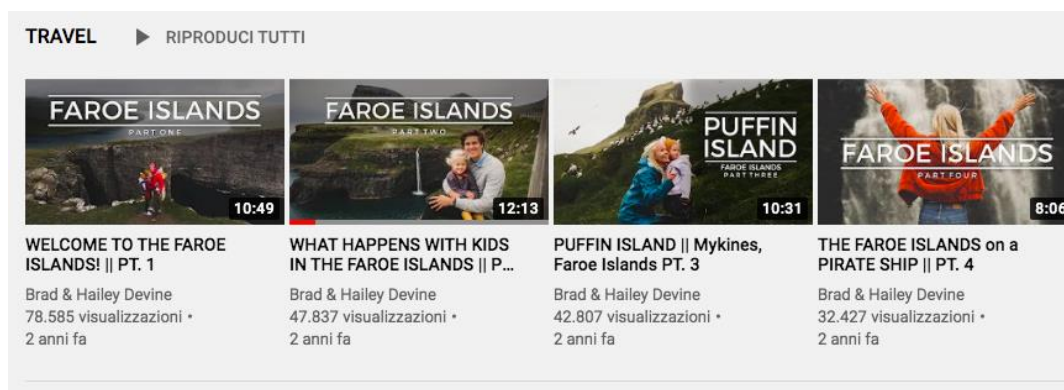 TRAVEL RIPRODUCI TUTTI
FAROE ISLANDS
PART ONE
10:49
WELCOME TO THE FAROE
ISLANDS! || PT. 1
Brad & Hailey Devine
78.585 visualizzazioni •
2 anni fa
FAROE ISLANDS
PART TWO
12:13
WHAT HAPPENS WITH KIDS
IN THE FAROE ISLANDS || P...
Brad & Hailey Devine
47.837 visualizzazioni •
2 anni fa
PUFFIN
ISLAND
FAROE ISLANDS
PART THREE
10:31
PUFFIN ISLAND || Mykines,
Faroe Islands PT. 3
Brad & Hailey Devine
42.807 visualizzazioni •
2 anni fa
FAROE ISLANDS
PART FOUR
8:06
THE FAROE ISLANDS on a
PIRATE SHIP || PT. 4
Brad & Hailey Devine
32.427 visualizzazioni •
2 anni fa